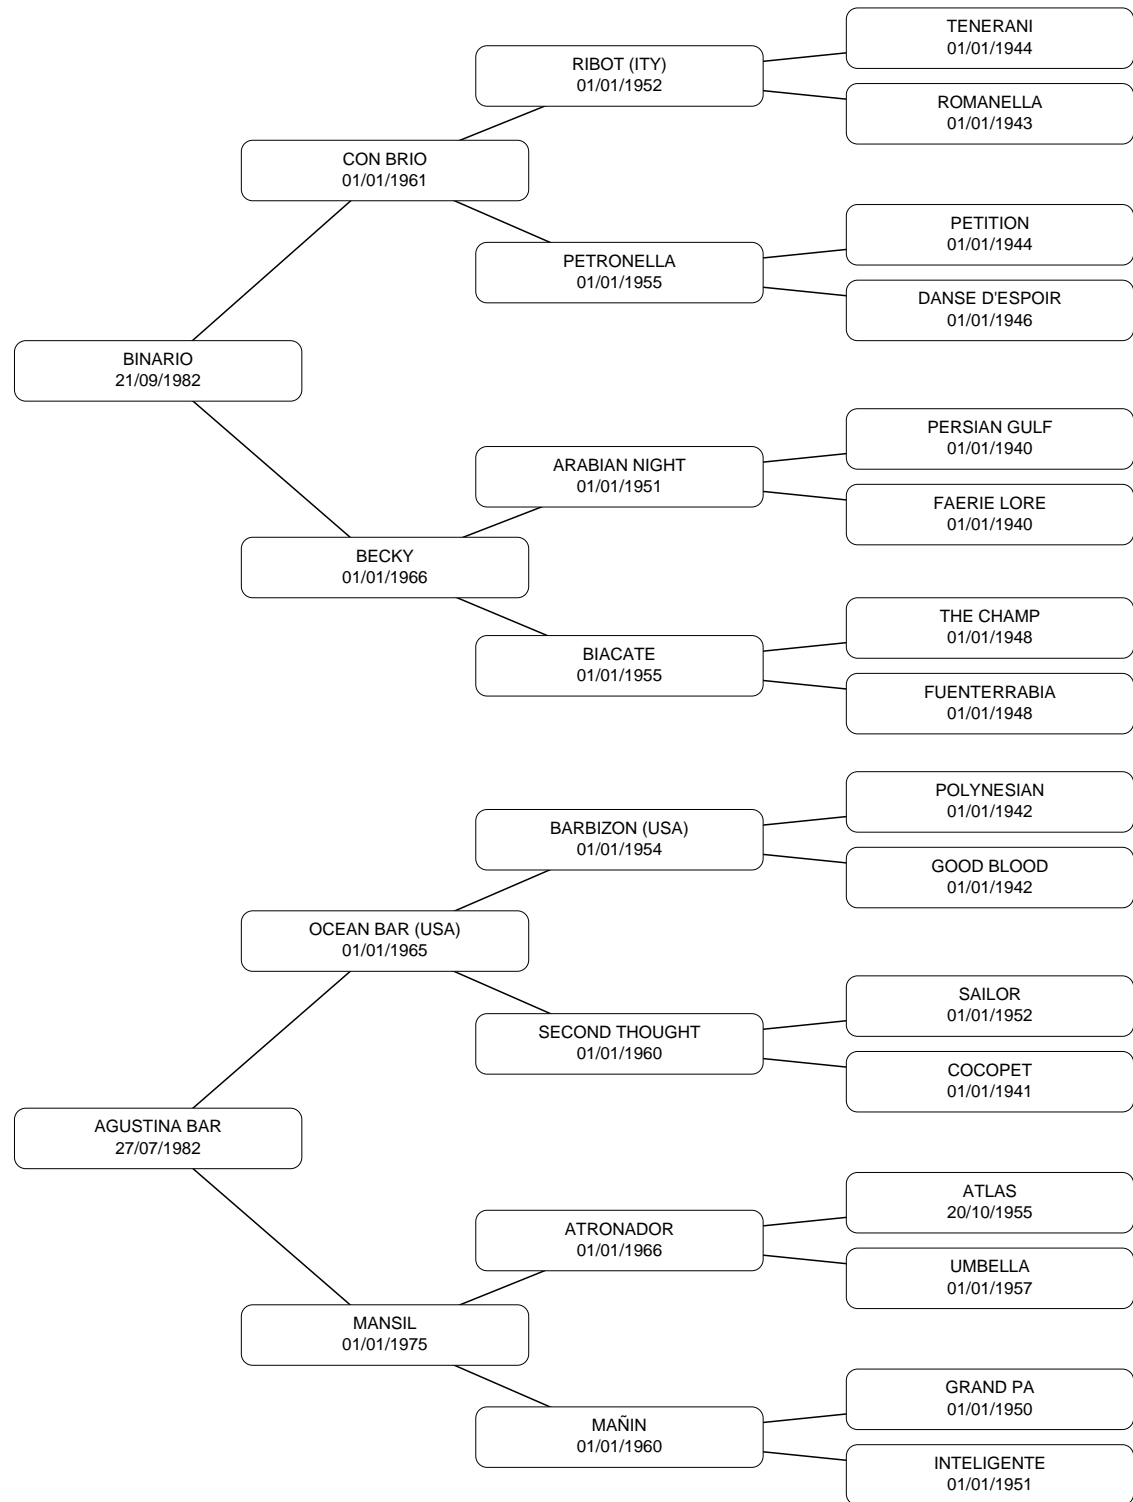 TENERANI
01/01/1944
RIBOT (ITY)
01/01/1952
ROMANELLA
01/01/1943
CON BRIO
01/01/1961
PETITION
01/01/1944
PETRONELLA
01/01/1955
DANSE D'ESPOIR
01/01/1946
BINARIO
21/09/1982
PERSIAN GULF
01/01/1940
ARABIAN NIGHT
01/01/1951
FAERIE LORE
01/01/1940
BECKY
01/01/1966
THE CHAMP
01/01/1948
BIACATE
01/01/1955
FUENTERRABIA
01/01/1948
POLYNESIAN
01/01/1942
BARBIZON (USA)
01/01/1954
GOOD BLOOD
01/01/1942
OCEAN BAR (USA)
01/01/1965
SAILOR
01/01/1952
SECOND THOUGHT
01/01/1960
COCOPET
01/01/1941
AGUSTINA BAR
27/07/1982
ATLAS
20/10/1955
ATRONADOR
01/01/1966
UMBELLA
01/01/1957
MANSIL
01/01/1975
GRAND PA
01/01/1950
MAÑIN
01/01/1960
INTELIGENTE
01/01/1951